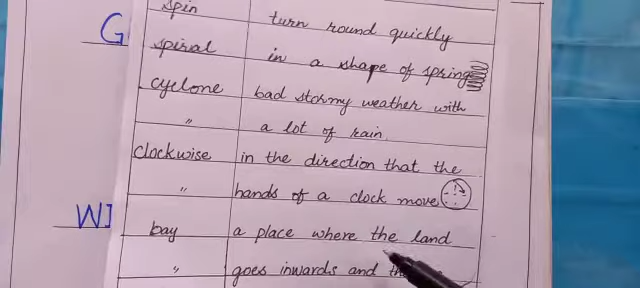 G
spin turn round quickly
spiral in a shape of spring
cyclone bad stormy weather with
" a lot of rain.
clockwise in the direction that the
" hands of a clock move
WI
bay a place where the land
" goes inwards and